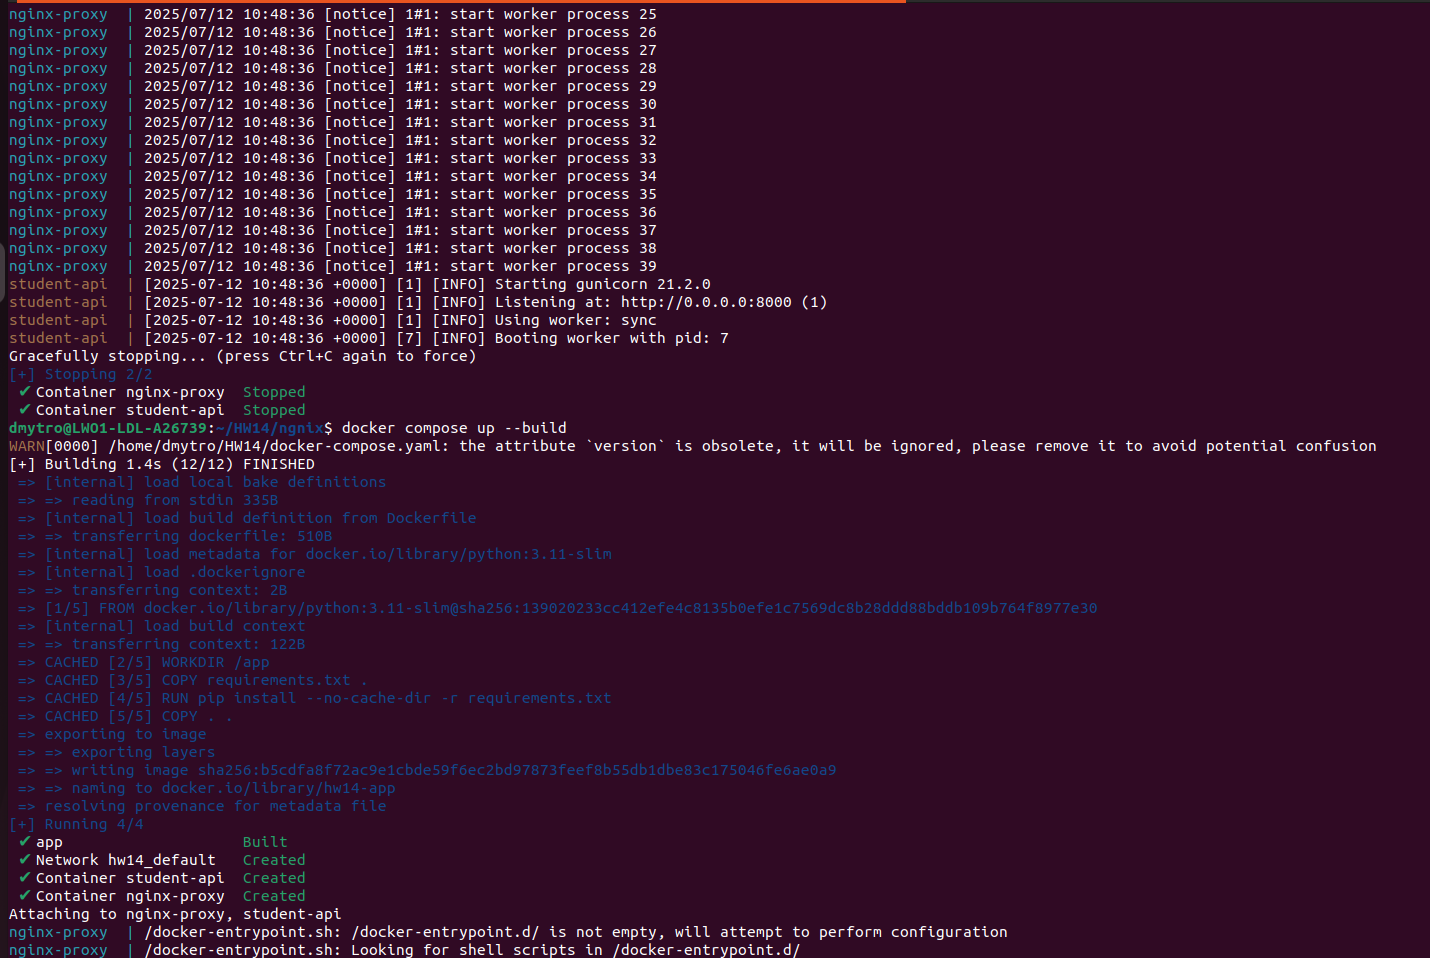 nginx-proxy  | 2025/07/12 10:48:36 [notice] 1#1: start worker process 25
nginx-proxy  | 2025/07/12 10:48:36 [notice] 1#1: start worker process 26
nginx-proxy  | 2025/07/12 10:48:36 [notice] 1#1: start worker process 27
nginx-proxy  | 2025/07/12 10:48:36 [notice] 1#1: start worker process 28
nginx-proxy  | 2025/07/12 10:48:36 [notice] 1#1: start worker process 29
nginx-proxy  | 2025/07/12 10:48:36 [notice] 1#1: start worker process 30
nginx-proxy  | 2025/07/12 10:48:36 [notice] 1#1: start worker process 31
nginx-proxy  | 2025/07/12 10:48:36 [notice] 1#1: start worker process 32
nginx-proxy  | 2025/07/12 10:48:36 [notice] 1#1: start worker process 33
nginx-proxy  | 2025/07/12 10:48:36 [notice] 1#1: start worker process 34
nginx-proxy  | 2025/07/12 10:48:36 [notice] 1#1: start worker process 35
nginx-proxy  | 2025/07/12 10:48:36 [notice] 1#1: start worker process 36
nginx-proxy  | 2025/07/12 10:48:36 [notice] 1#1: start worker process 37
nginx-proxy  | 2025/07/12 10:48:36 [notice] 1#1: start worker process 38
nginx-proxy  | 2025/07/12 10:48:36 [notice] 1#1: start worker process 39
student-api  | [2025-07-12 10:48:36 +0000] [1] [INFO] Starting gunicorn 21.2.0
student-api  | [2025-07-12 10:48:36 +0000] [1] [INFO] Listening at: http://0.0.0.0:8000 (1)
student-api  | [2025-07-12 10:48:36 +0000] [1] [INFO] Using worker: sync
student-api  | [2025-07-12 10:48:36 +0000] [7] [INFO] Booting worker with pid: 7
Gracefully stopping... (press Ctrl+C again to force)
[+] Stopping 2/2
 ✔ Container nginx-proxy  Stopped
 ✔ Container student-api  Stopped
dmytro@LWO1-LDL-A26739:~/HW14/ngnix$ docker compose up --build
WARN[0000] /home/dmytro/HW14/docker-compose.yaml: the attribute `version` is obsolete, it will be ignored, please remove it to avoid potential confusion
[+] Building 1.4s (12/12) FINISHED
 => [internal] load local bake definitions
 => => reading from stdin 335B
 => [internal] load build definition from Dockerfile
 => => transferring dockerfile: 510B
 => [internal] load metadata for docker.io/library/python:3.11-slim
 => [internal] load .dockerignore
 => => transferring context: 2B
 => [1/5] FROM docker.io/library/python:3.11-slim@sha256:139020233cc412efe4c8135b0efe1c7569dc8b28ddd88bddb109b764f8977e30
 => [internal] load build context
 => => transferring context: 122B
 => CACHED [2/5] WORKDIR /app
 => CACHED [3/5] COPY requirements.txt .
 => CACHED [4/5] RUN pip install --no-cache-dir -r requirements.txt
 => CACHED [5/5] COPY . .
 => exporting to image
 => => exporting layers
 => => writing image sha256:b5cdfa8f72ac9e1cbde59f6ec2bd97873feef8b55db1dbe83c175046fe6ae0a9
 => => naming to docker.io/library/hw14-app
 => resolving provenance for metadata file
[+] Running 4/4
 ✔ app                    Built
 ✔ Network hw14_default   Created
 ✔ Container student-api  Created
 ✔ Container nginx-proxy  Created
Attaching to nginx-proxy, student-api
nginx-proxy  | /docker-entrypoint.sh: /docker-entrypoint.d/ is not empty, will attempt to perform configuration
nginx-proxy  | /docker-entrypoint.sh: Looking for shell scripts in /docker-entrypoint.d/